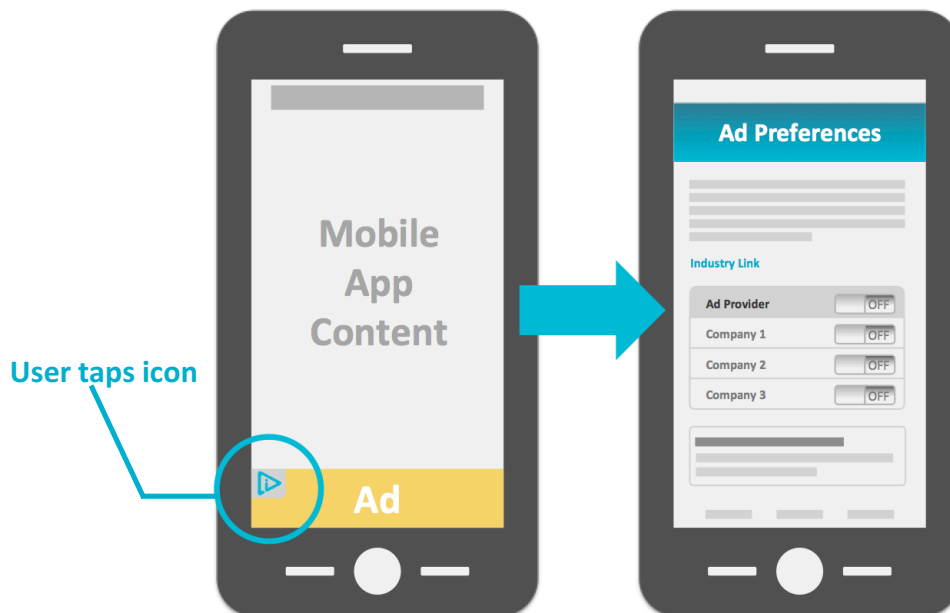 Mobile
App
Content
User taps icon
i
Ad
Ad Preferences
Industry Link
Ad Provider OFF
Company 1 OFF
Company 2 OFF
Company 3 OFF